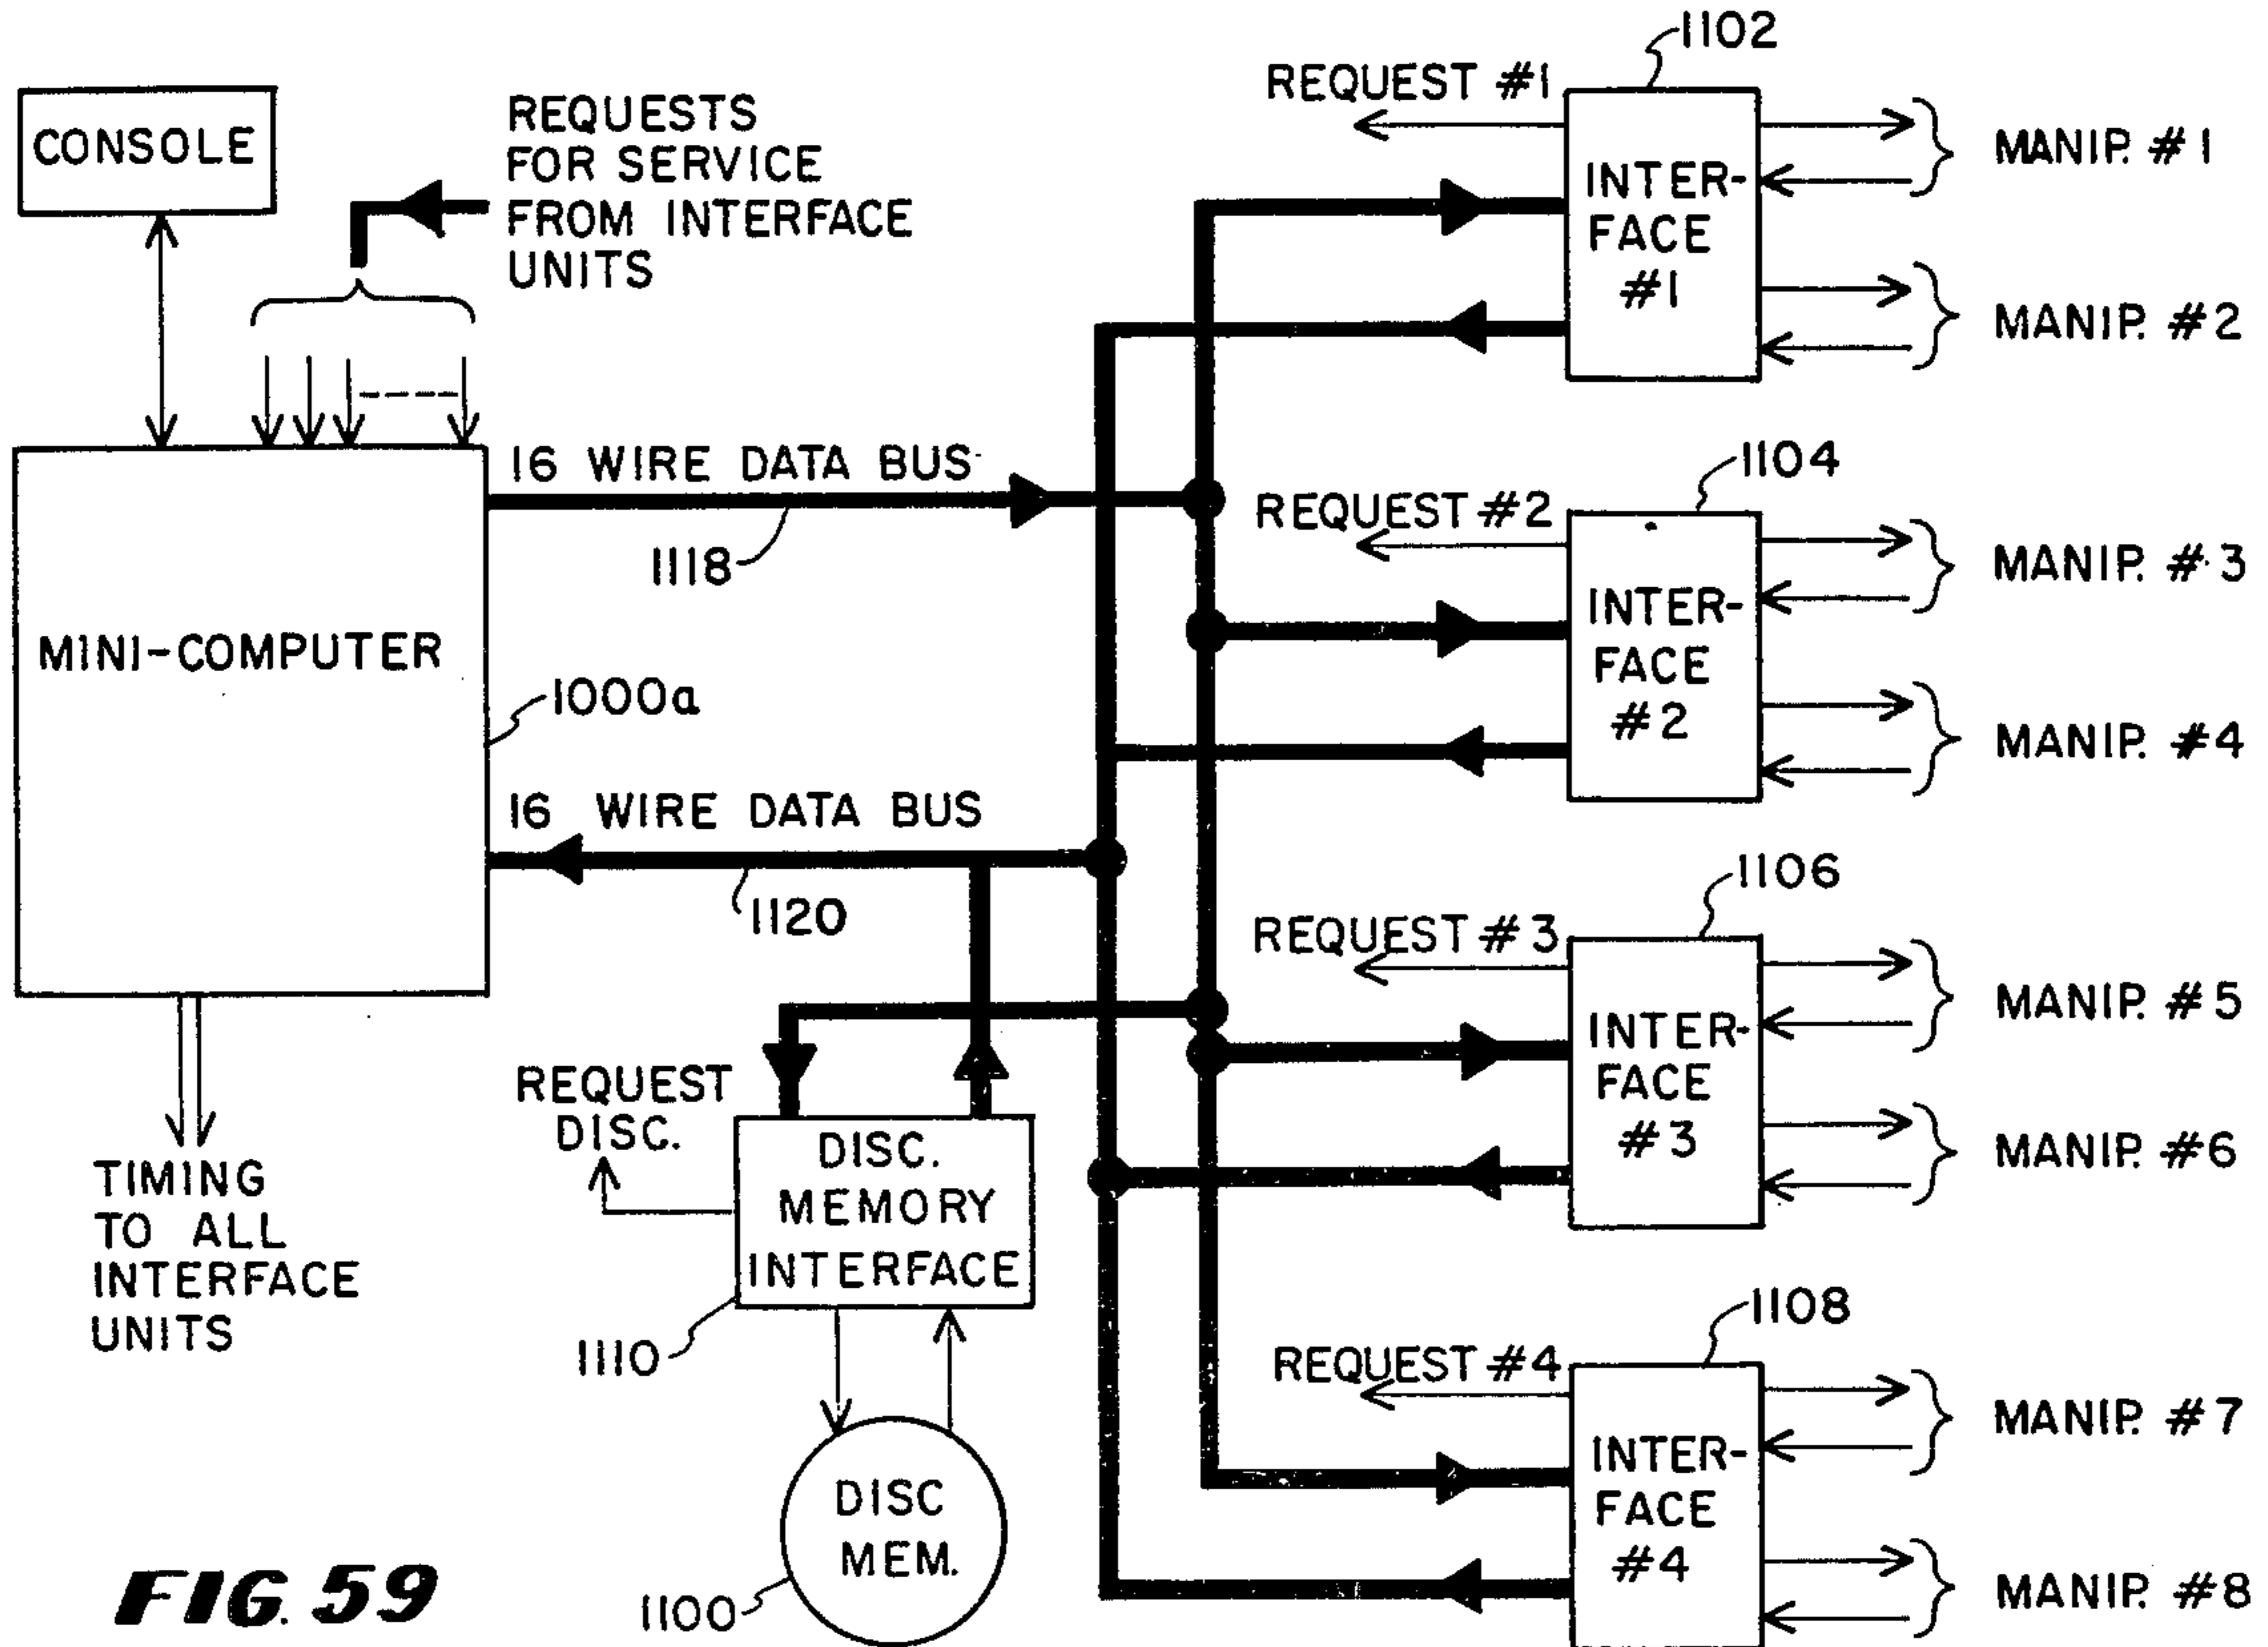 CONSOLE
REQUESTS
FOR SERVICE
FROM INTERFACE
UNITS
16 WIRE DATA BUS
1118
MINI-COMPUTER
1000a
16 WIRE DATA BUS
1120
TIMING
TO ALL
INTERFACE
UNITS
REQUEST
DISC.
DISC.
MEMORY
INTERFACE
1110
DISC
MEM.
1100
1102
REQUEST #1
INTER-
FACE
#1
MANIP. #1
MANIP. #2
1104
REQUEST #2
INTER-
FACE
#2
MANIP. #3
MANIP. #4
1106
REQUEST #3
INTER-
FACE
#3
MANIP. #5
MANIP. #6
1108
REQUEST #4
INTER-
FACE
#4
MANIP. #7
MANIP. #8
FIG. 59